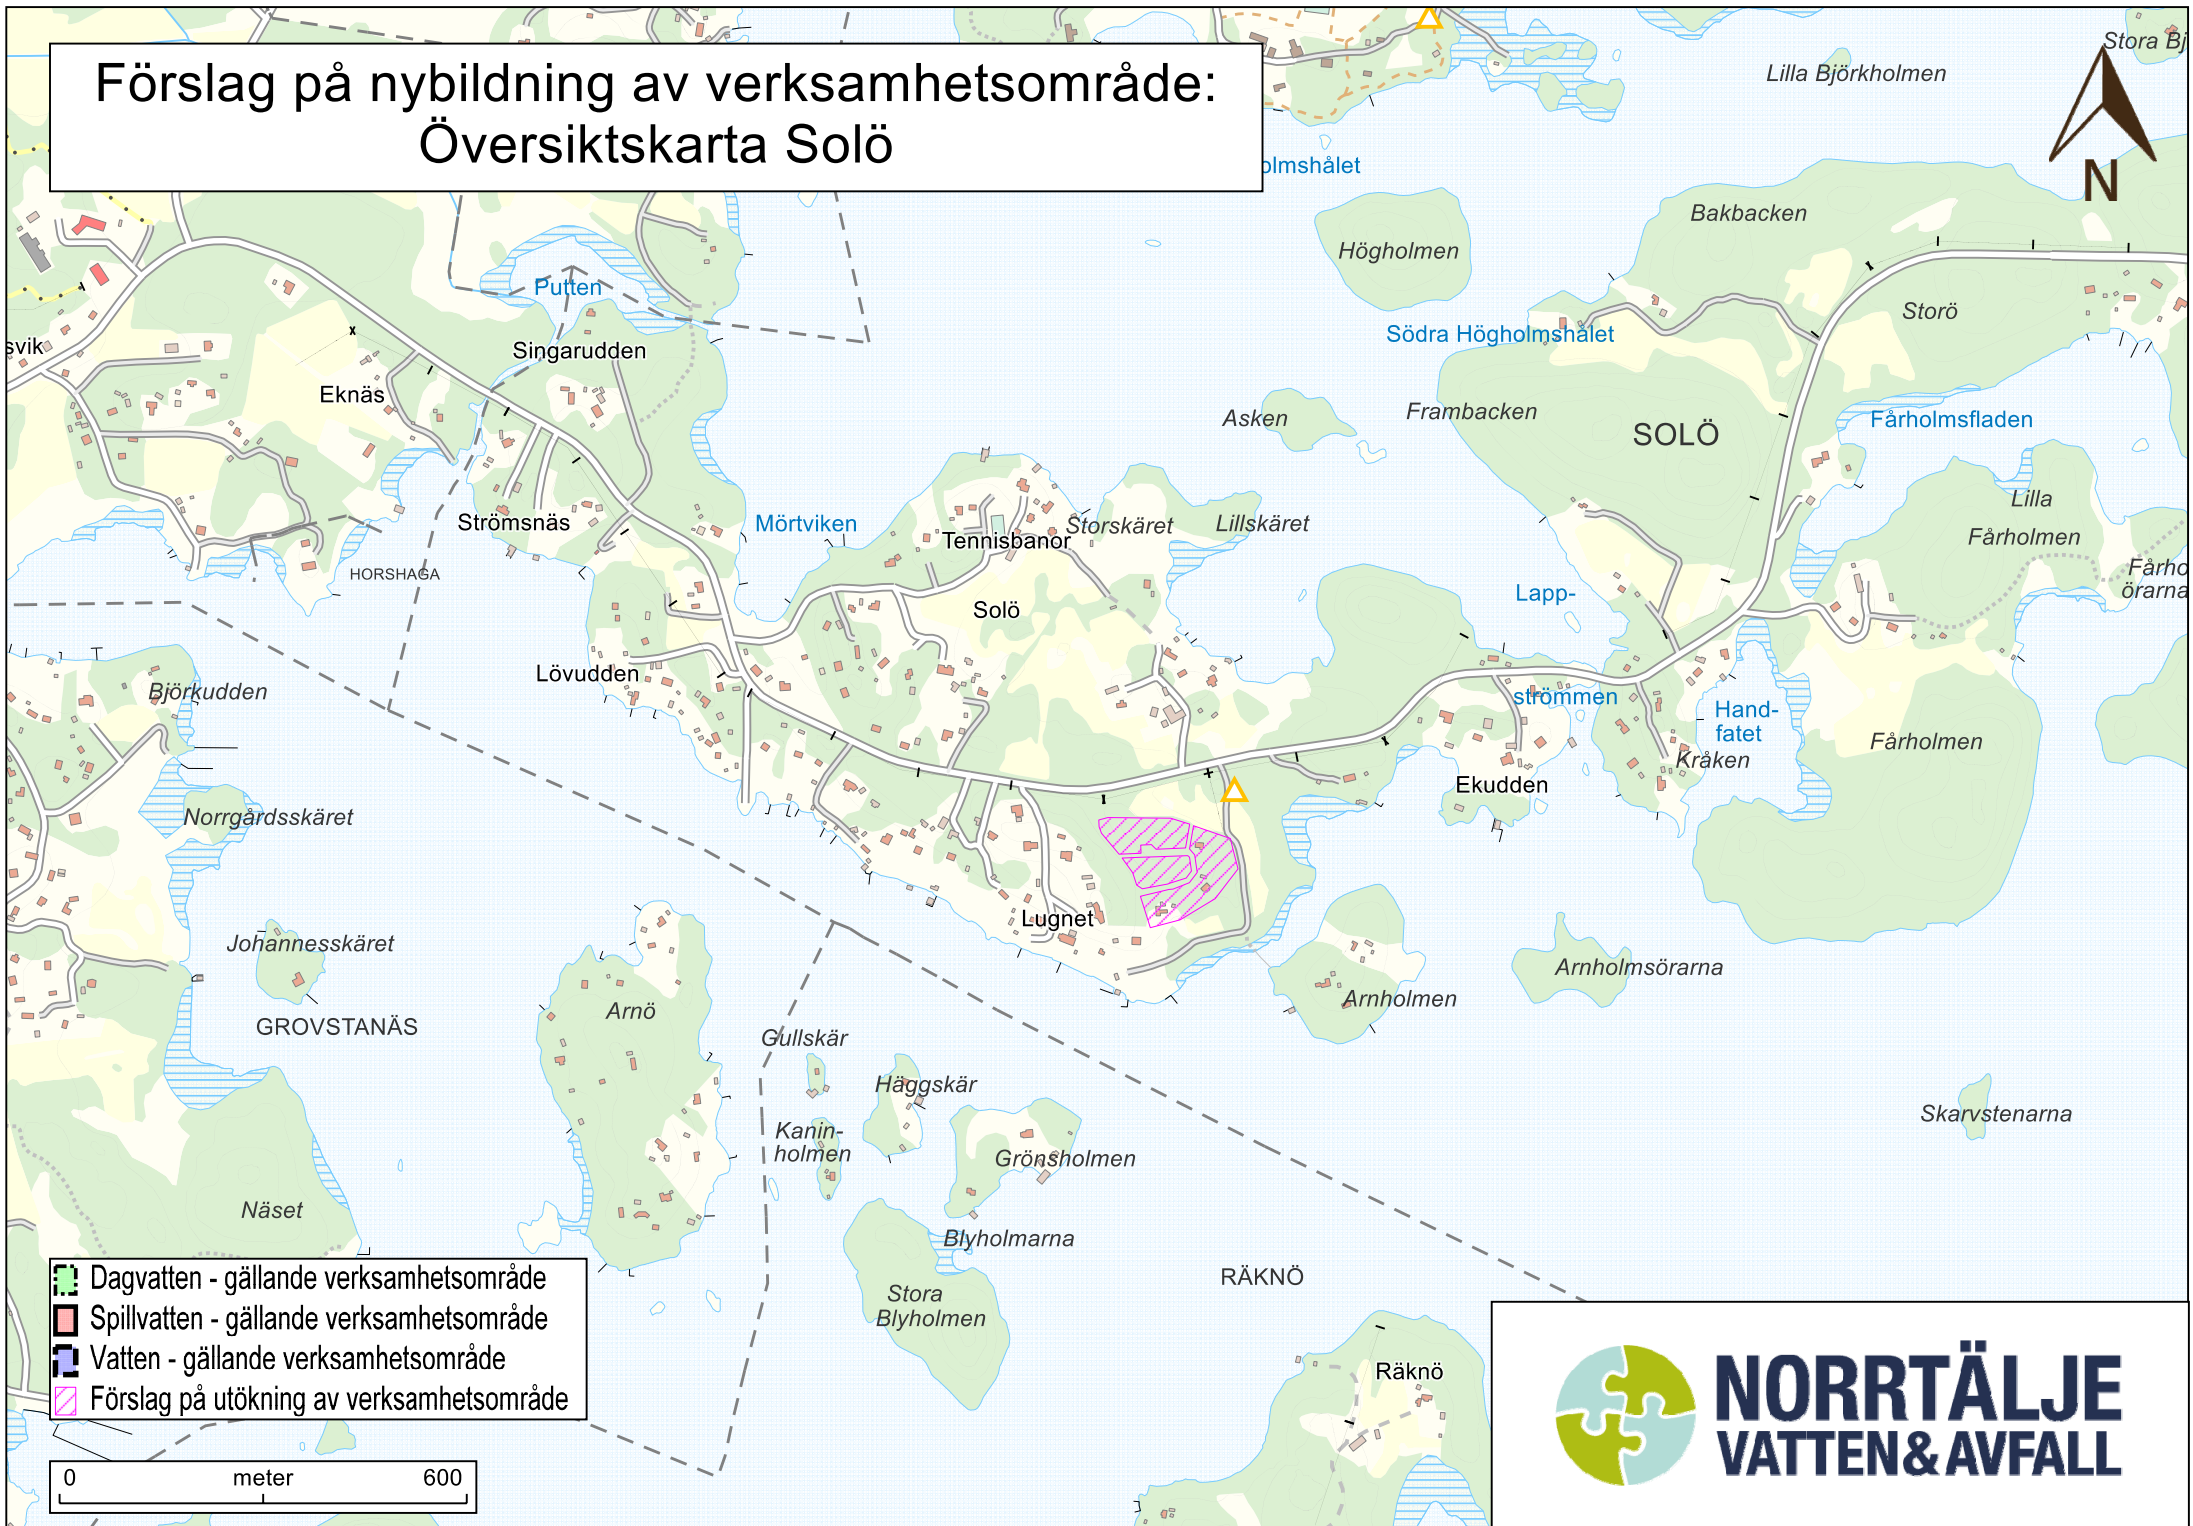 Förslag på nybildning av verksamhetsområde:
Översiktskarta Solö
Stora Bj
Lilla Björkholmen
N
olmshålet
Bakbacken
Högholmen
Putten
Storö
Södra Högholmshålet
svik
Singarudden
Eknäs
Asken
Frambacken
SOLÖ
Fårholmsfladen
Lilla
Fårholmen
Strömsnäs
Mörtviken
Tennisbanor
Storskäret
Lillskäret
HORSHAGA
Fårho
örarna
Solö
Lapp-
strömmen
Lövudden
Björkudden
Hand-
fatet
Fårholmen
Kråken
Ekudden
Norrgårdsskäret
Lugnet
Johannesskäret
Arnholmsörarna
Arnholmen
Arnö
GROVSTANÄS
Gullskär
Häggskär
Skarvstenarna
Kanin-
holmen
Grönsholmen
Näset
Blyholmarna
RÄKNÖ
Stora
Blyholmen
Räknö
Dagvatten - gällande verksamhetsområde
Spillvatten - gällande verksamhetsområde
Vatten - gällande verksamhetsområde
Förslag på utökning av verksamhetsområde
0 meter 600
NORRTÄLJE
VATTEN & AVFALL